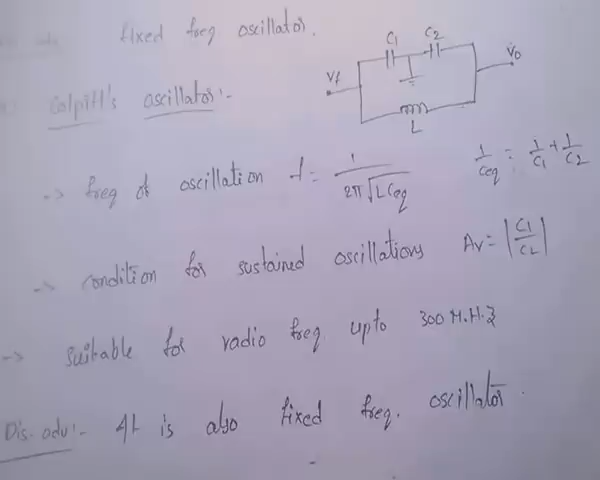 fixed freq oscillator.
C1 C2
Vf Vo
L
Colpitt's oscillator:-
-> freq of oscillation f = 1/2π√LCeq 1/Ceq = 1/C1 + 1/C2
-> condition for sustained oscillations Av = |C1/C2|
-> suitable for radio freq. upto 300 M.H.Z
Dis. adv:- It is also fixed freq. oscillator.